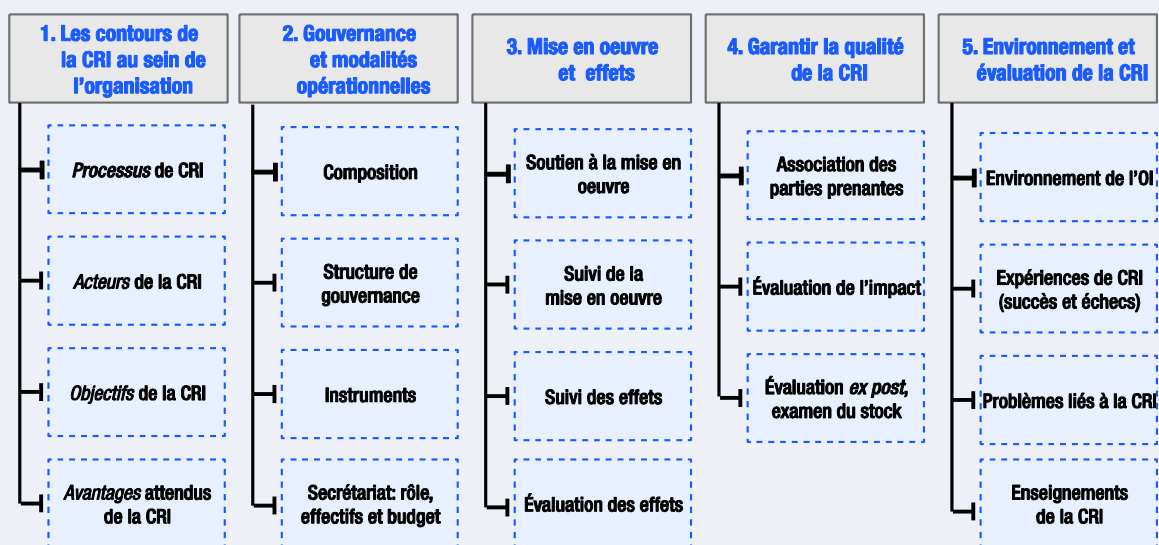 1. Les contours de
la CRI au sein de
l'organisation
Processus de CRI
Acteurs de la CRI
Objectifs de la CRI
Avantages attendus
de la CRI
2. Gouvernance
et modalités
opérationnelles
Composition
Structure de
gouvernance
Instruments
Secrétariat: rôle,
effectifs et budget
3. Mise en oeuvre
et effets
Soutien à la mise en
oeuvre
Suivi de la
mise en oeuvre
Suivi des effets
Évaluation des effets
4. Garantir la qualité
de la CRI
Association des
parties prenantes
Évaluation de l'impact
Évaluation ex post,
examen du stock
5. Environnement et
évaluation de la CRI
Environnement de l'OI
Expériences de CRI
(succès et échecs)
Problèmes liés à la CRI
Enseignements
de la CRI